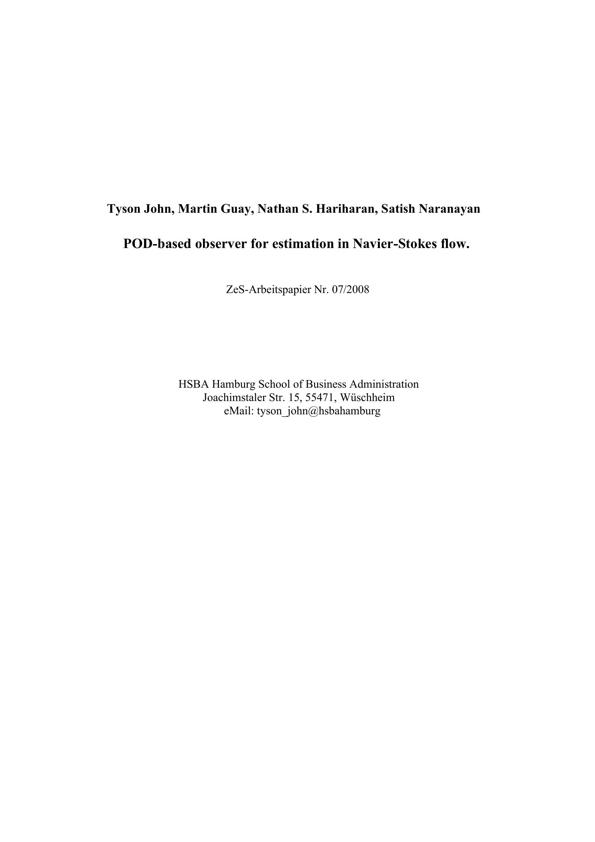 Tyson John, Martin Guay, Nathan S. Hariharan, Satish Naranayan
POD-based observer for estimation in Navier-Stokes flow.
ZeS-Arbeitspapier Nr. 07/2008
HSBA Hamburg School of Business Administration
Joachimstaler Str. 15, 55471, Wüschheim
eMail: tyson_john@hsbahamburg